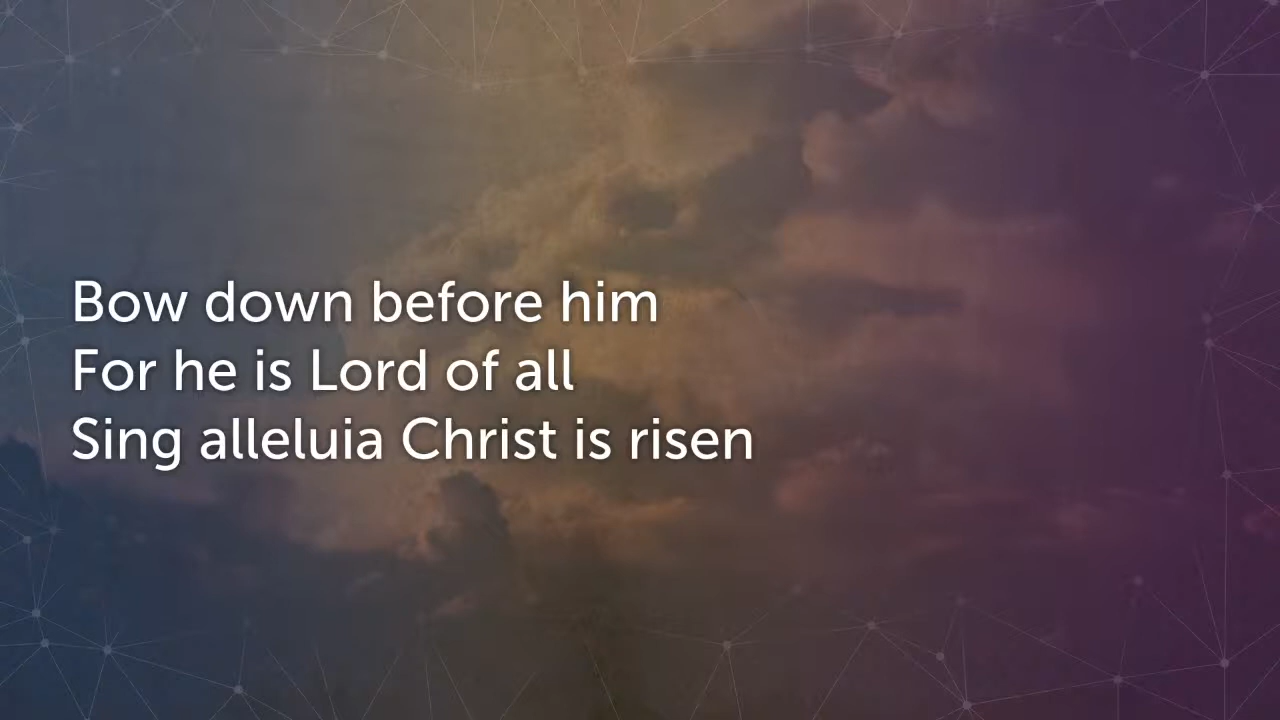 Bow down before him
For he is Lord of all
Sing alleluia Christ is risen